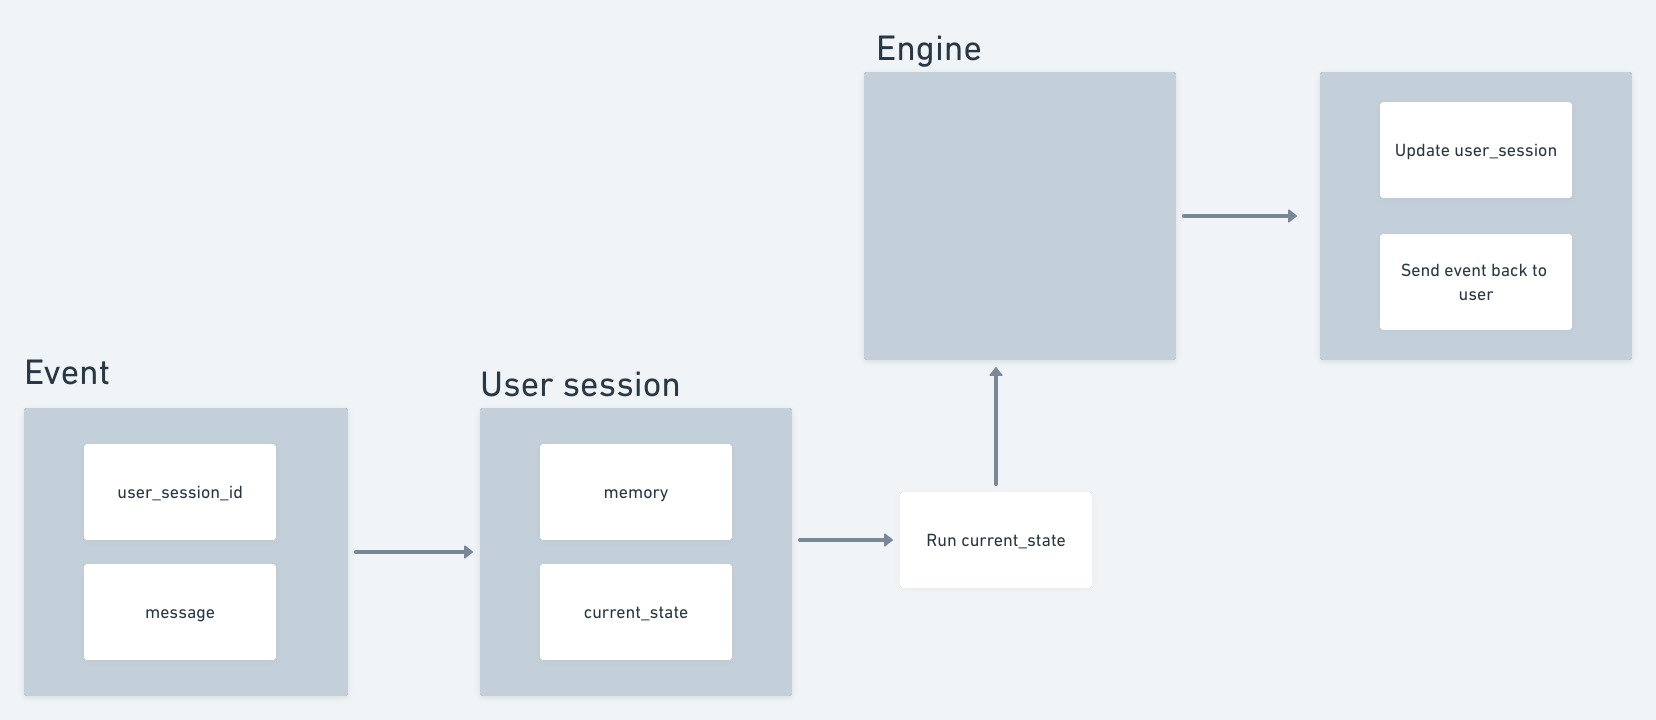 Engine
Update user_session
Send event back to
user
Event
User session
user_session_id
memory
Run current_state
message
current_state